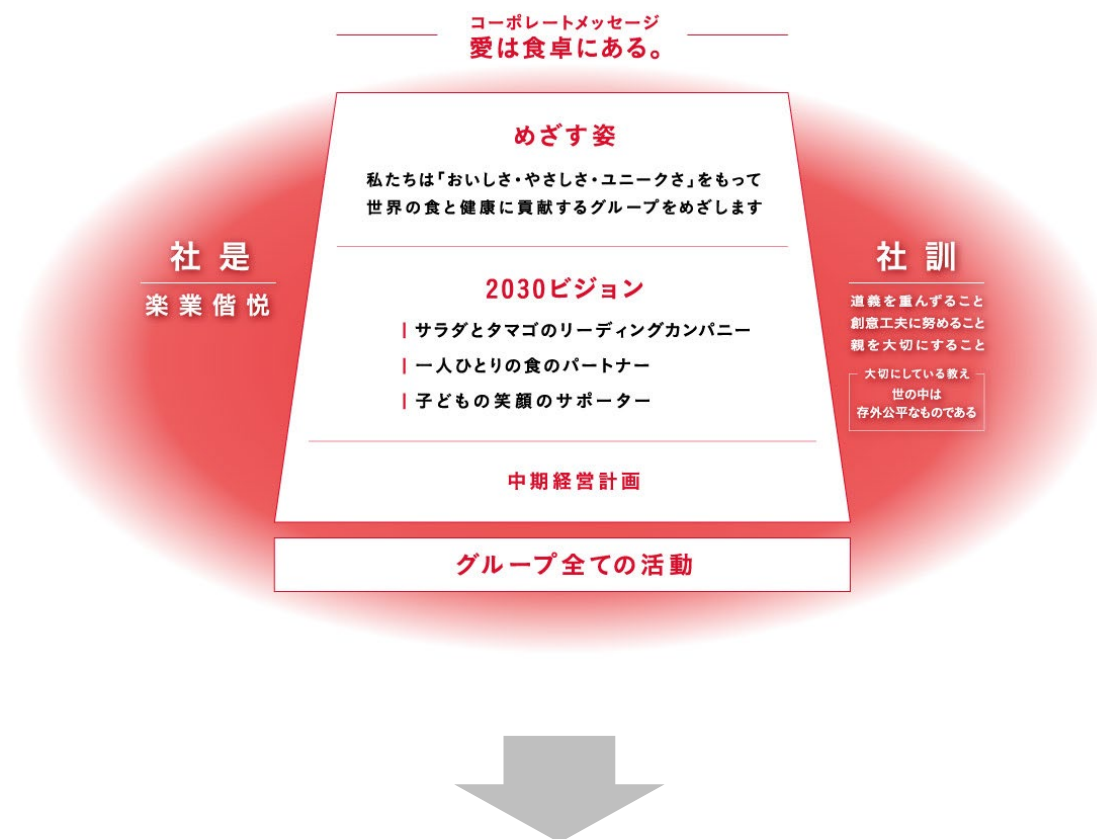 コーポレートメッセージ
愛は食卓にある。
めざす姿
私たちは「おいしさ・やさしさ・ユニークさ」をもって
世界の食と健康に貢献するグループをめざします
社是
楽業偕悦
2030ビジョン
サラダとタマゴのリーディングカンパニー
一人ひとりの食のパートナー
子どもの笑顔のサポーター
社訓
道義を重んずること
創意工夫に努めること
親を大切にすること
大切にしている教え
世の中は
存外公平なものである
中期経営計画
グループ全ての活動